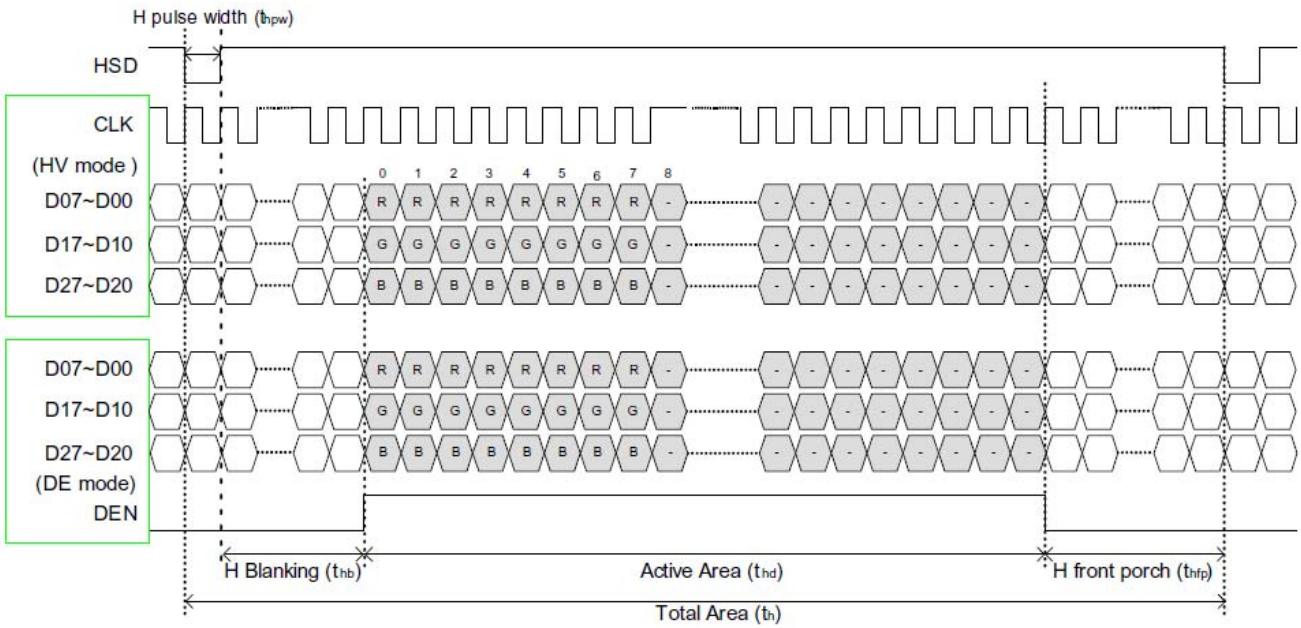 H pulse width (thpw)
HSD
CLK
(HV mode )
0 1 2 3 4 5 6 7 8
D07~D00 R R R R R R R R - - - - - - - - -
D17~D10 G G G G G G G G - - - - - - - - -
D27~D20 B B B B B B B B - - - - - - - - -
D07~D00 R R R R R R R R - - - - - - - - -
D17~D10 G G G G G G G G - - - - - - - - -
D27~D20 B B B B B B B B - - - - - - - - -
(DE mode)
DEN
H Blanking (thb) Active Area (thd) H front porch (thfp)
Total Area (th)